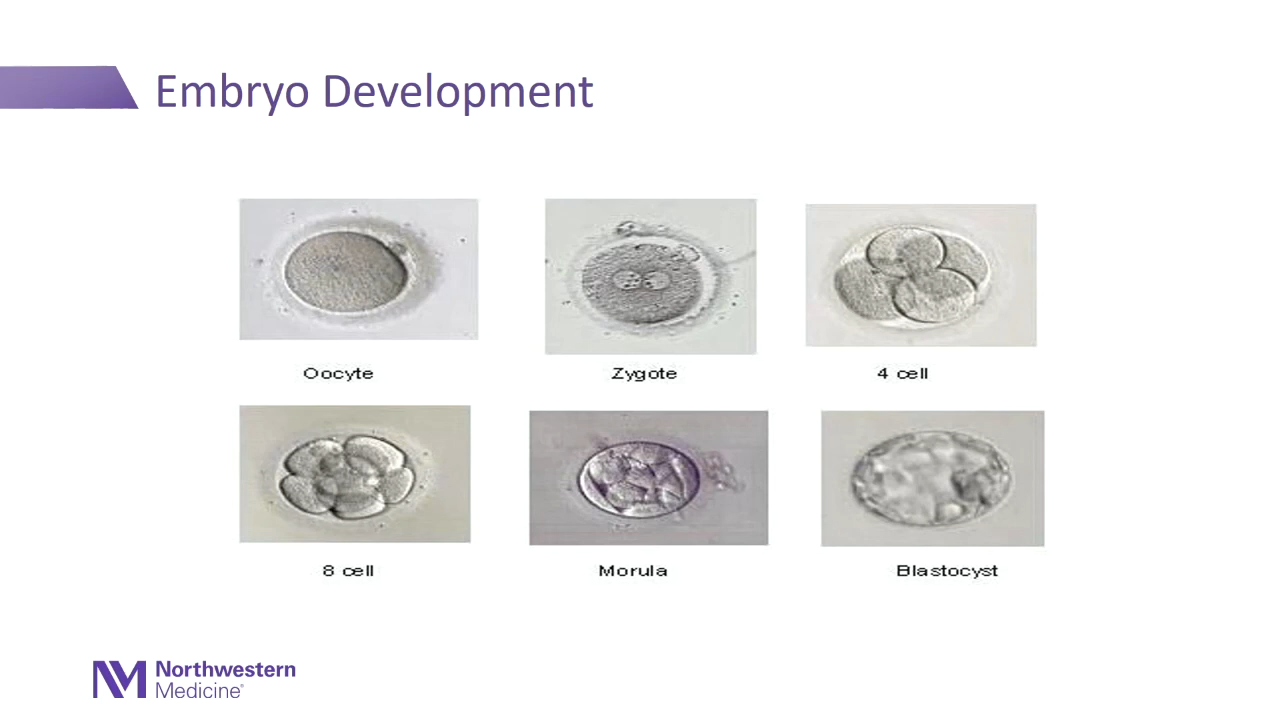 Embryo Development
Oocyte
Zygote
4 cell
8 cell
Morula
Blastocyst
Northwestern
Medicine®